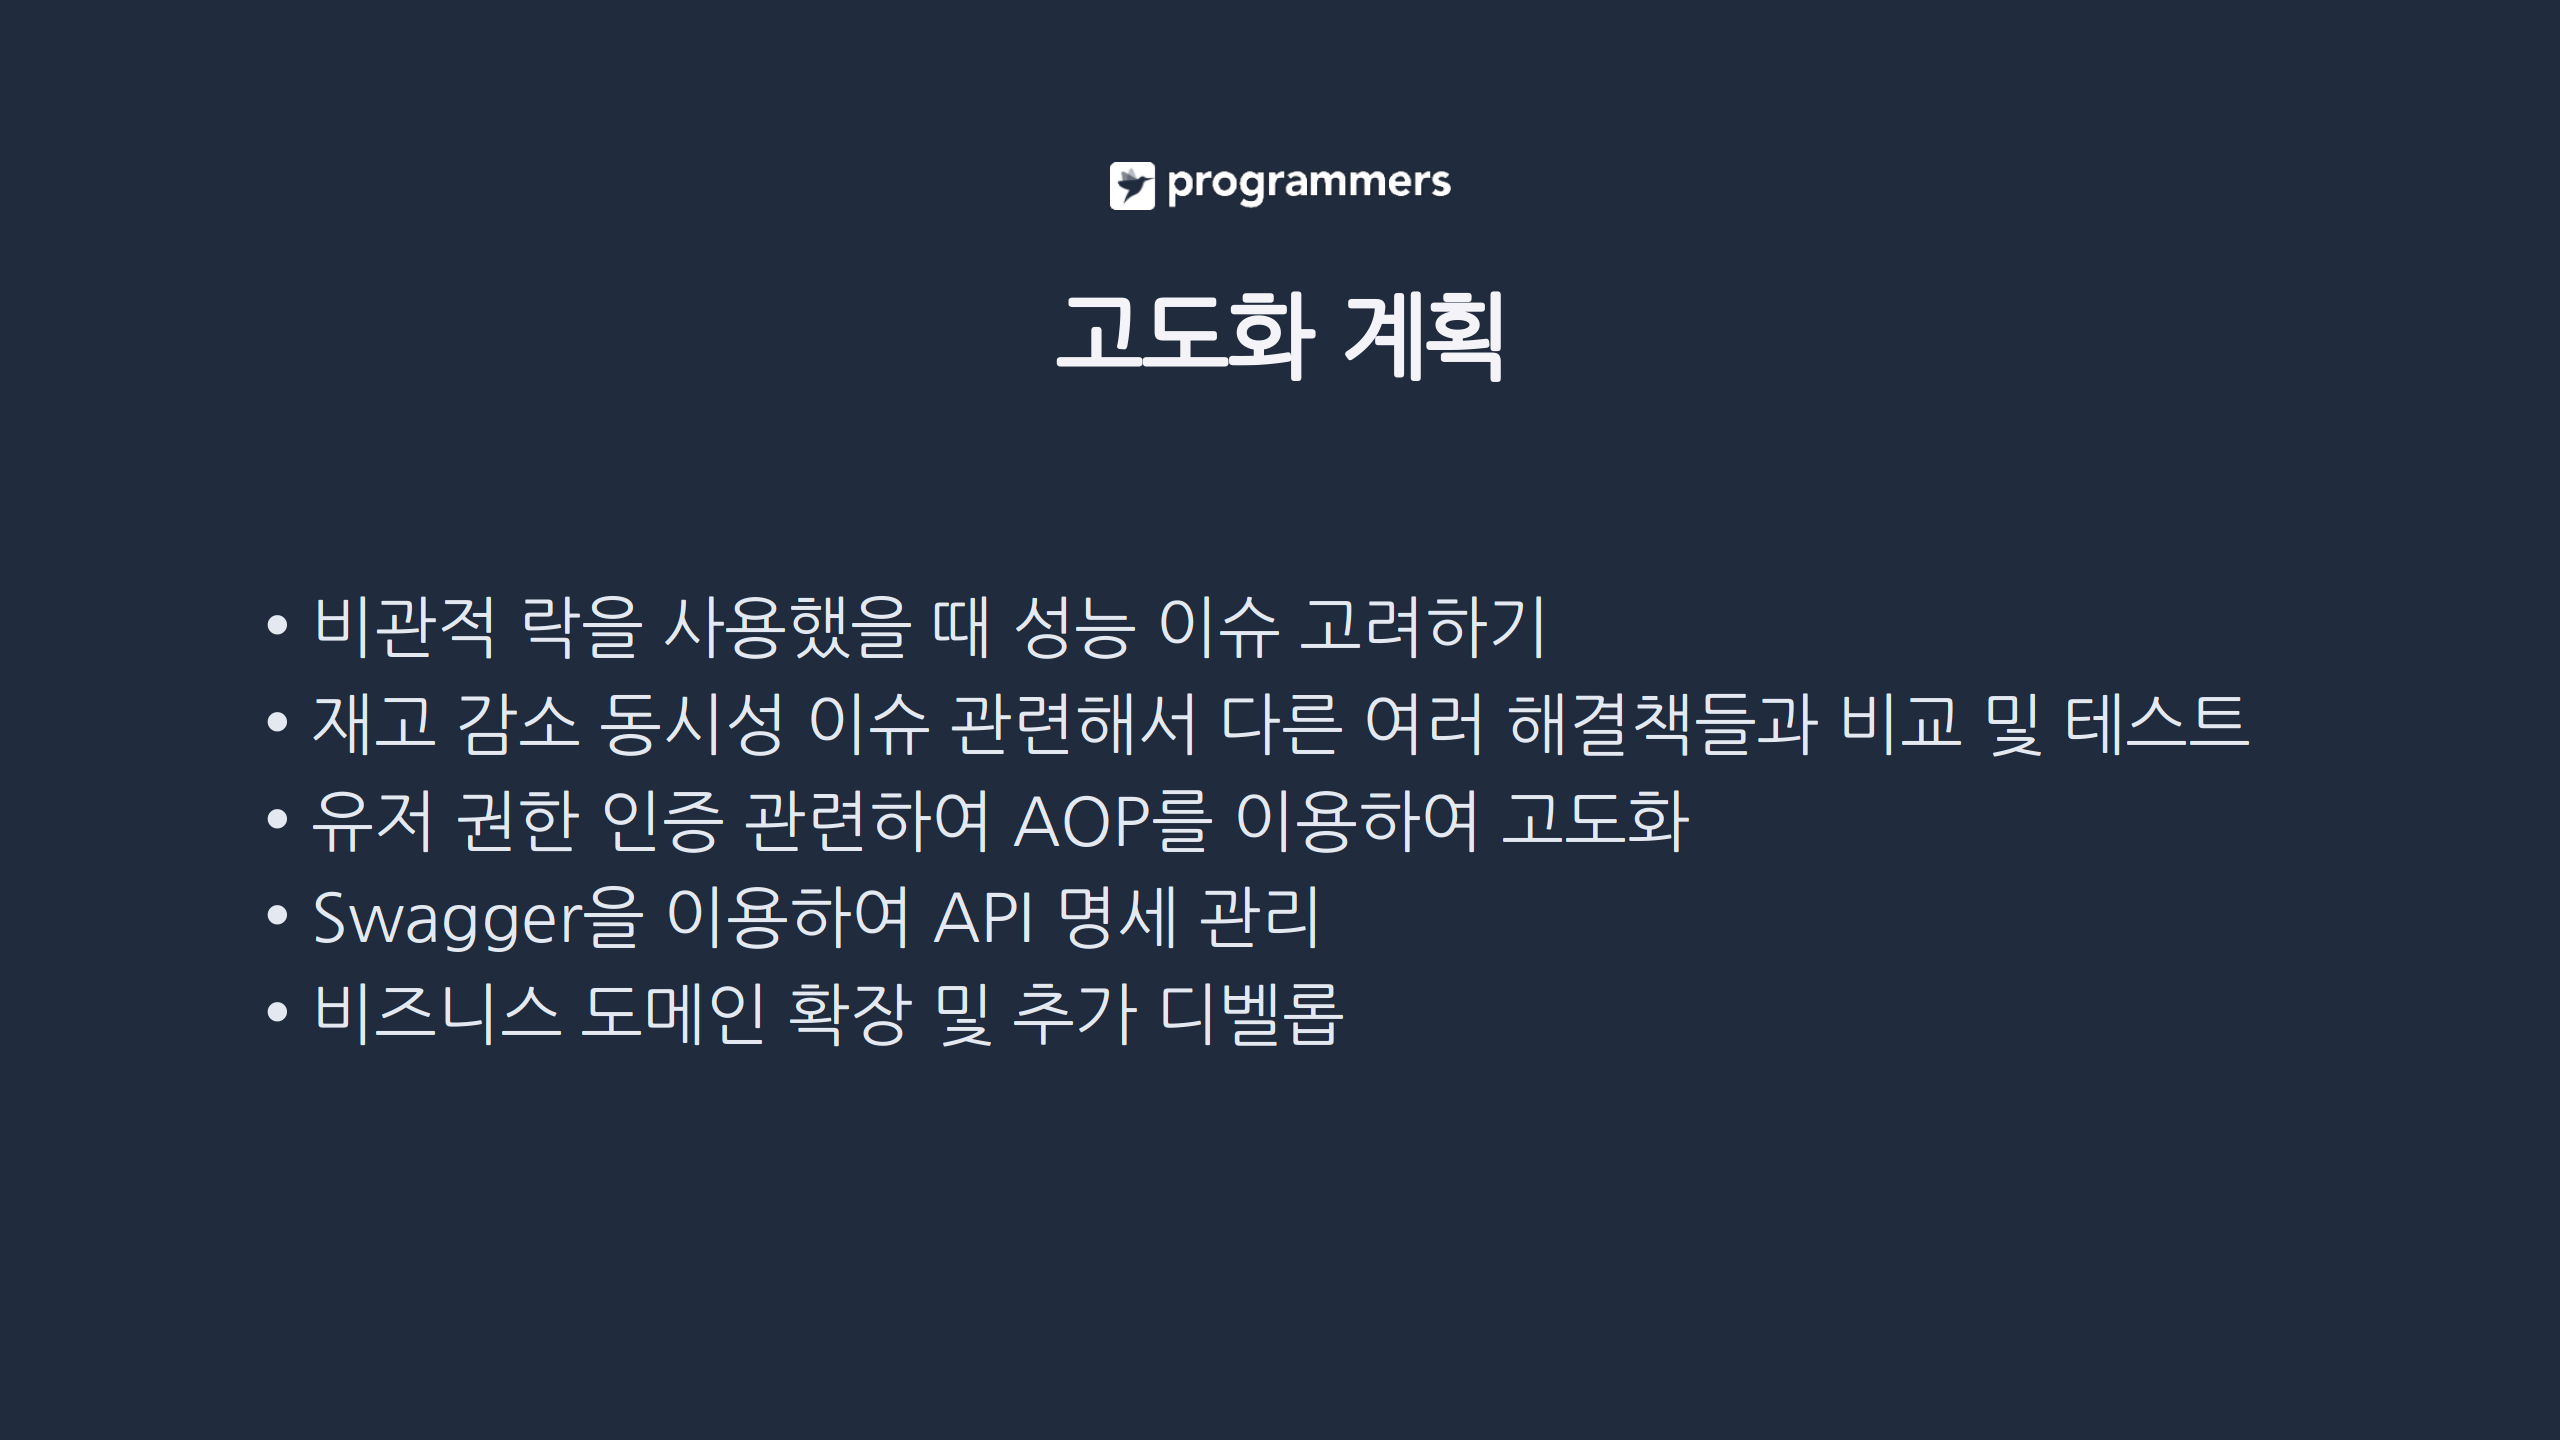 programmers
고도화 계획
• 비관적 락을 사용했을 때 성능 이슈 고려하기
• 재고 감소 동시성 이슈 관련해서 다른 여러 해결책들과 비교 및 테스트
• 유저 권한 인증 관련하여 AOP를 이용하여 고도화
• Swagger을 이용하여 API 명세 관리
• 비즈니스 도메인 확장 및 추가 디벨롭